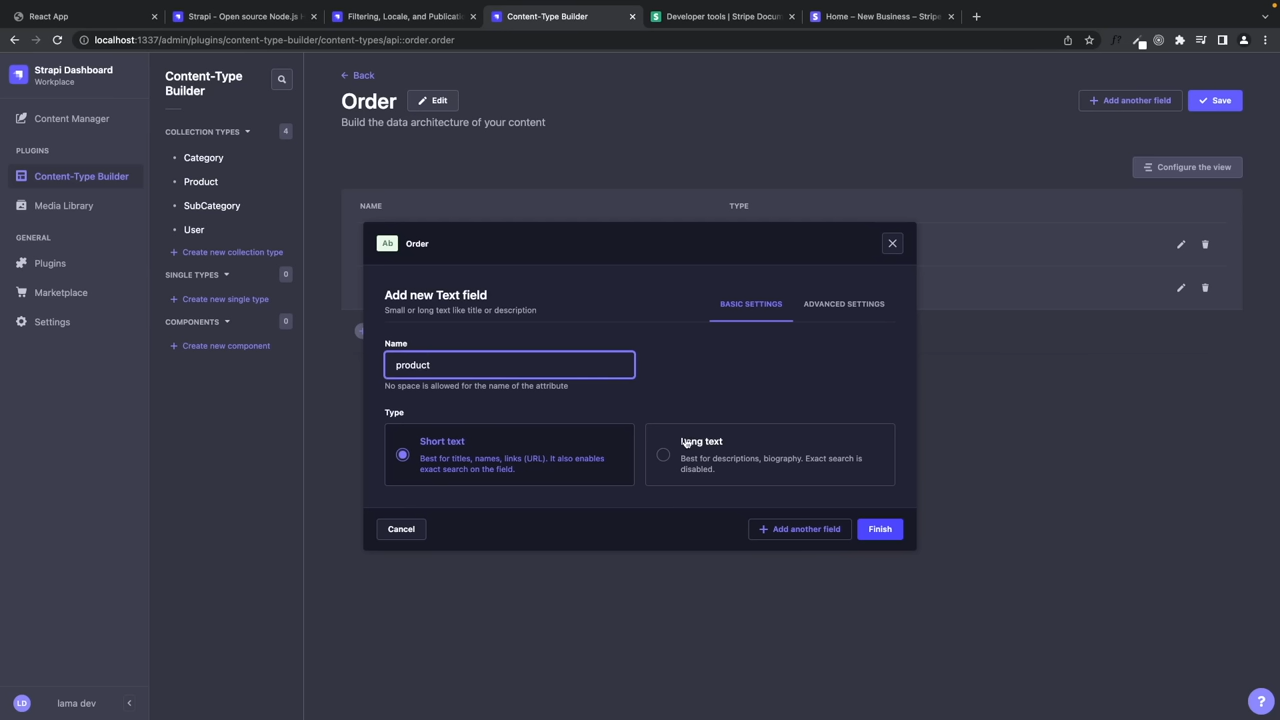 React App
Strapi - Open source Node.js H
Filtering, Locale, and Publicati
Content-Type Builder
Developer tools | Stripe Docum
Home – New Business – Stripe
localhost:1337/admin/plugins/content-type-builder/content-types/api::order.order
Strapi Dashboard
Workplace
Content Manager
PLUGINS
Content-Type Builder
Media Library
GENERAL
Plugins
Marketplace
Settings
LD
lama dev
Content-Type
Builder
COLLECTION TYPES
4
Category
Product
SubCategory
User
Create new collection type
SINGLE TYPES
0
Create new single type
COMPONENTS
0
Create new component
Back
Order
Edit
Build the data architecture of your content
Add another field
Save
Configure the view
NAME
TYPE
Ab
Order
Add new Text field
Small or long text like title or description
BASIC SETTINGS
ADVANCED SETTINGS
Name
product
No space is allowed for the name of the attribute
Type
Short text
Best for titles, names, links (URL). It also enables
exact search on the field.
Long text
Best for descriptions, biography. Exact search is
disabled.
Cancel
Add another field
Finish
?